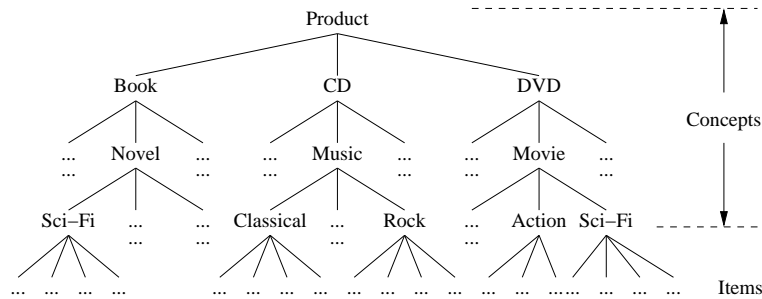 Product
Book CD DVD
Concepts
... Novel ... ... Music ... ... Movie ...
... ... ... ... ... ...
Sci−Fi ... ... Classical Rock ... Action Sci−Fi
... ... ...
... ... ... ... ... ... ... ... ... ... ... ... ... ... ... ... ... ... Items